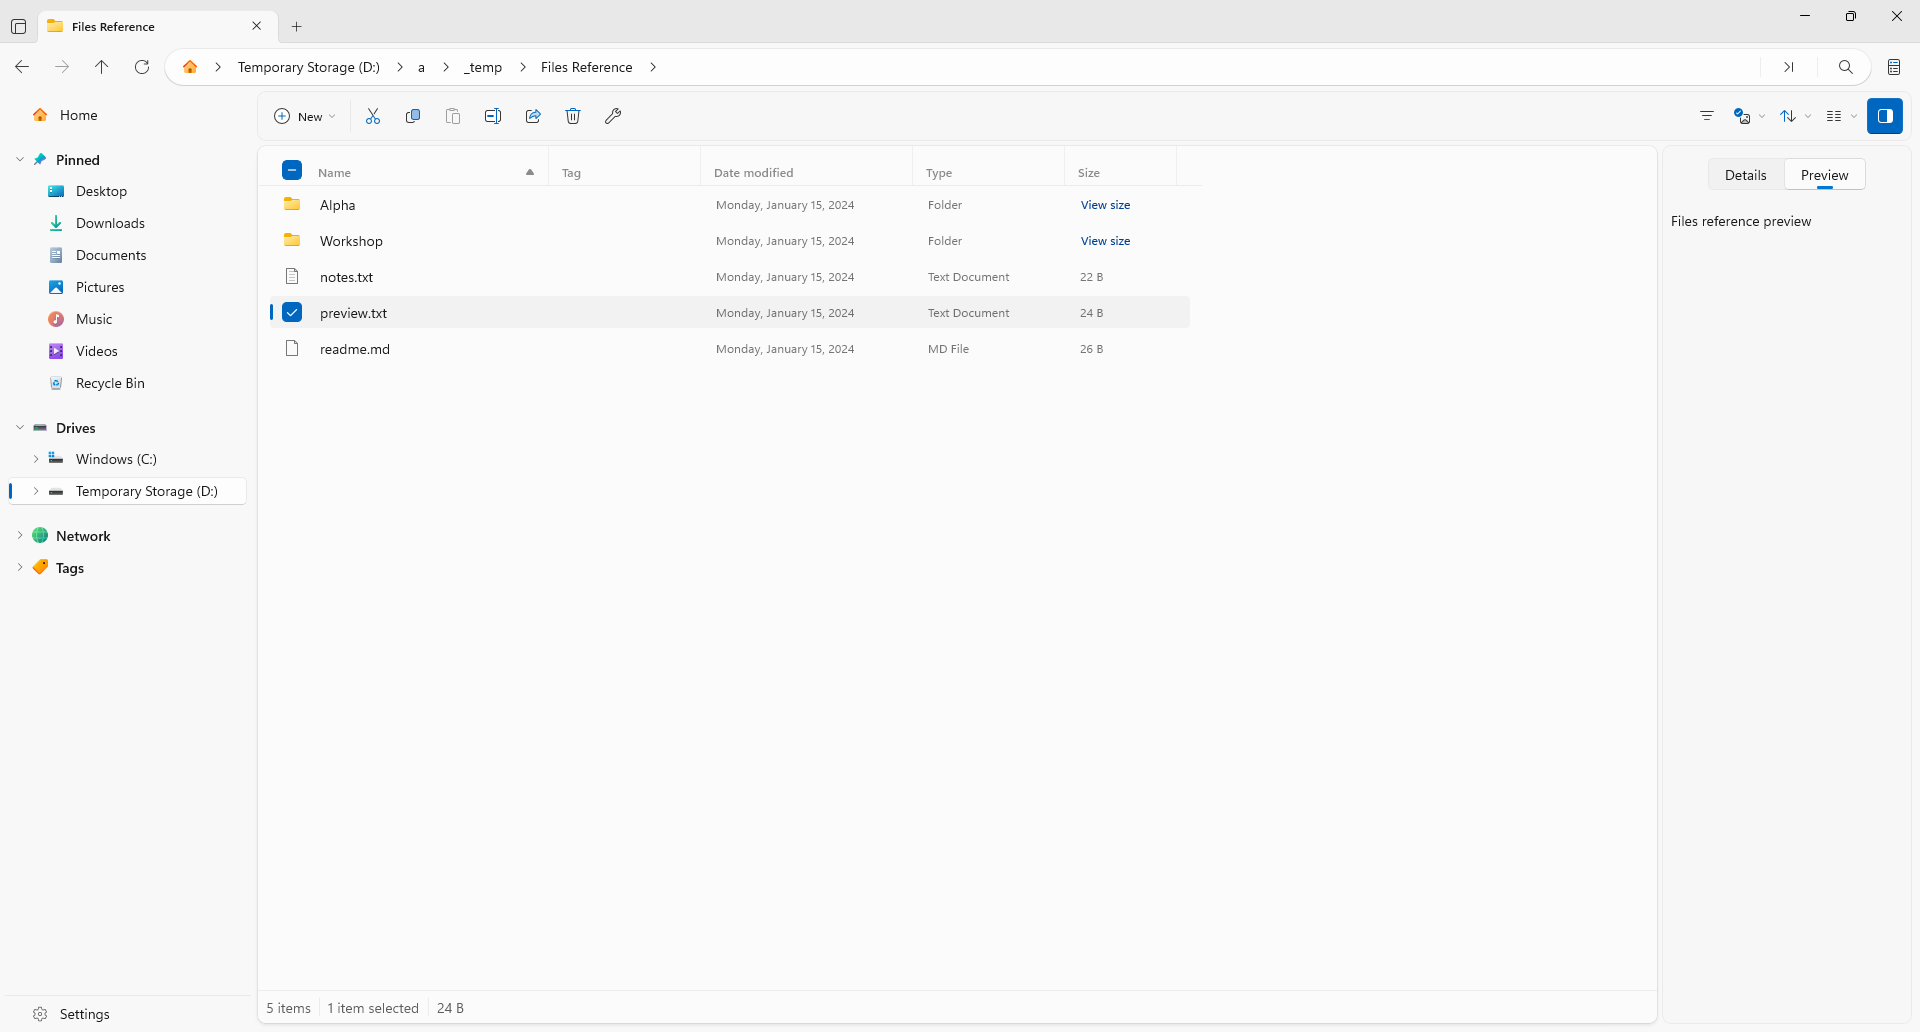 Files Reference
Temporary Storage (D:) a _temp Files Reference
Home
Pinned
Desktop
Downloads
Documents
Pictures
Music
Videos
Recycle Bin
Drives
Windows (C:)
Temporary Storage (D:)
Network
Tags
Settings
New
Name Tag Date modified Type Size
Alpha Monday, January 15, 2024 Folder View size
Workshop Monday, January 15, 2024 Folder View size
notes.txt Monday, January 15, 2024 Text Document 22 B
preview.txt Monday, January 15, 2024 Text Document 24 B
readme.md Monday, January 15, 2024 MD File 26 B
5 items 1 item selected 24 B
Details Preview
Files reference preview